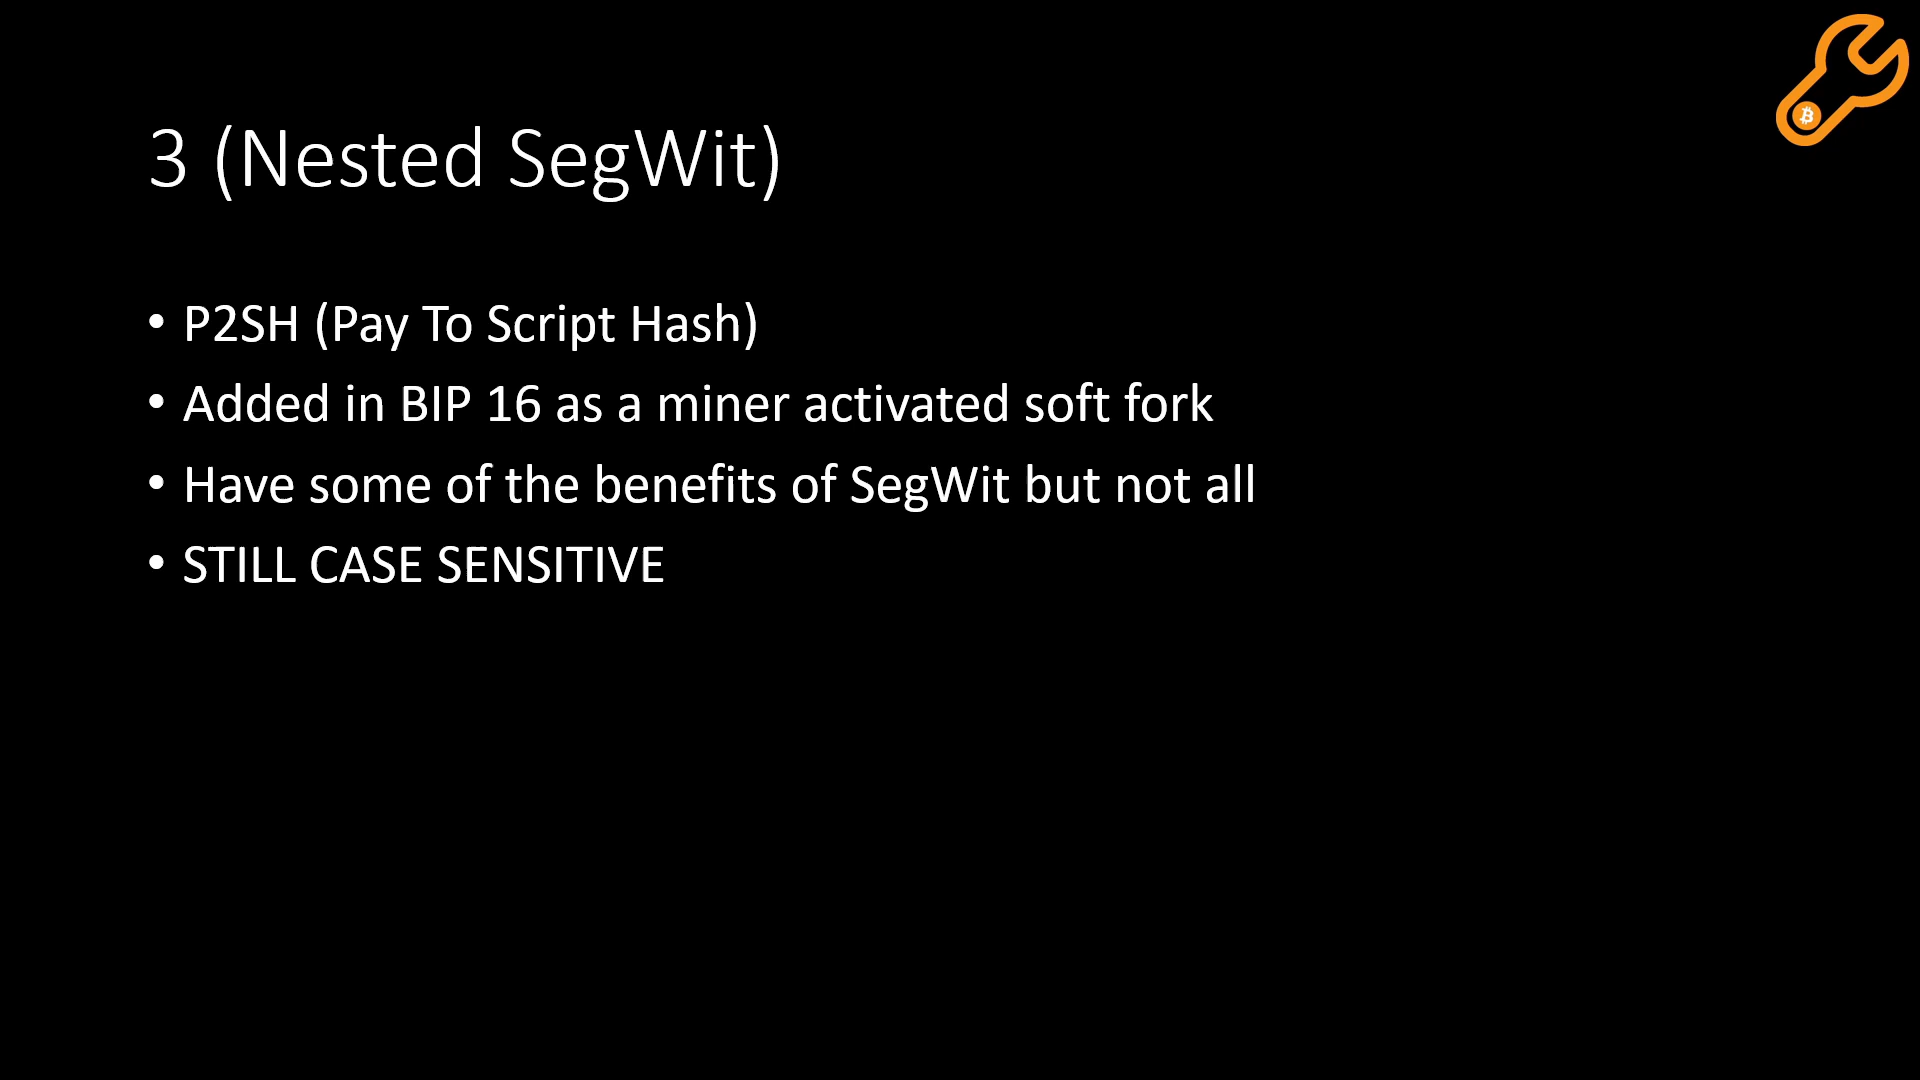 3 (Nested SegWit)
• P2SH (Pay To Script Hash)
• Added in BIP 16 as a miner activated soft fork
• Have some of the benefits of SegWit but not all
• STILL CASE SENSITIVE